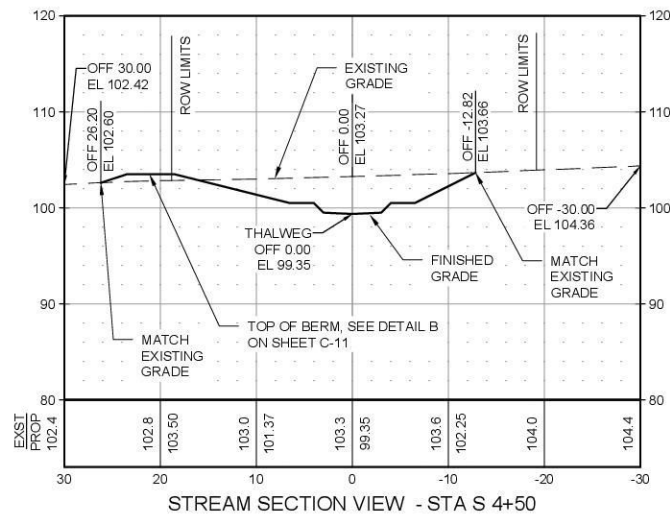 120
110
100
90
80
120
110
100
90
80
OFF 30.00
EL 102.42
OFF 26.20
EL 102.60
ROW LIMITS
EXISTING
GRADE
OFF 0.00
EL 103.27
OFF -12.82
EL 103.66
ROW LIMITS
THALWEG
OFF 0.00
EL 99.35
FINISHED
GRADE
OFF -30.00
EL 104.36
MATCH
EXISTING
GRADE
TOP OF BERM, SEE DETAIL B
ON SHEET C-11
MATCH
EXISTING
GRADE
EXST
PROP
102.4
102.8
103.50
103.0
101.37
103.3
99.35
103.6
102.25
104.0
104.4
30 20 10 0 -10 -20 -30
STREAM SECTION VIEW - STA S 4+50